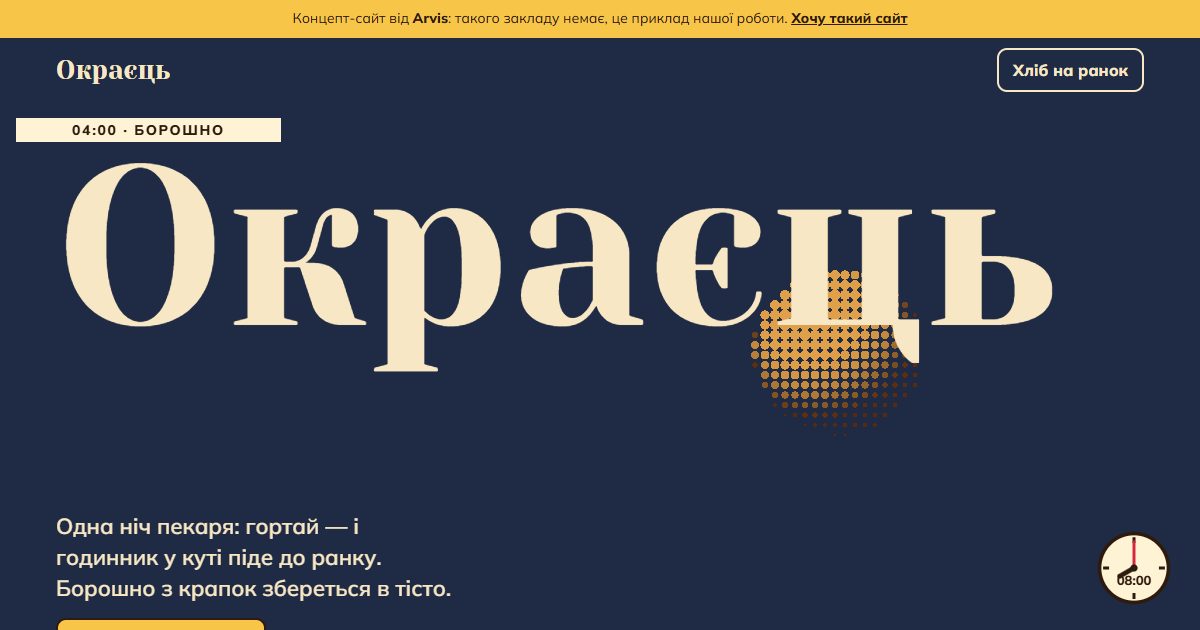 Концепт-сайт від Arvis: такого закладу немає, це приклад нашої роботи. Хочу такий сайт
Окраєць
Хліб на ранок
04:00 · БОРОШНО
Окраєць
Одна ніч пекаря: гортай — і
годинник у куті піде до ранку.
Борошно з крапок збереться в тісто.
08:00